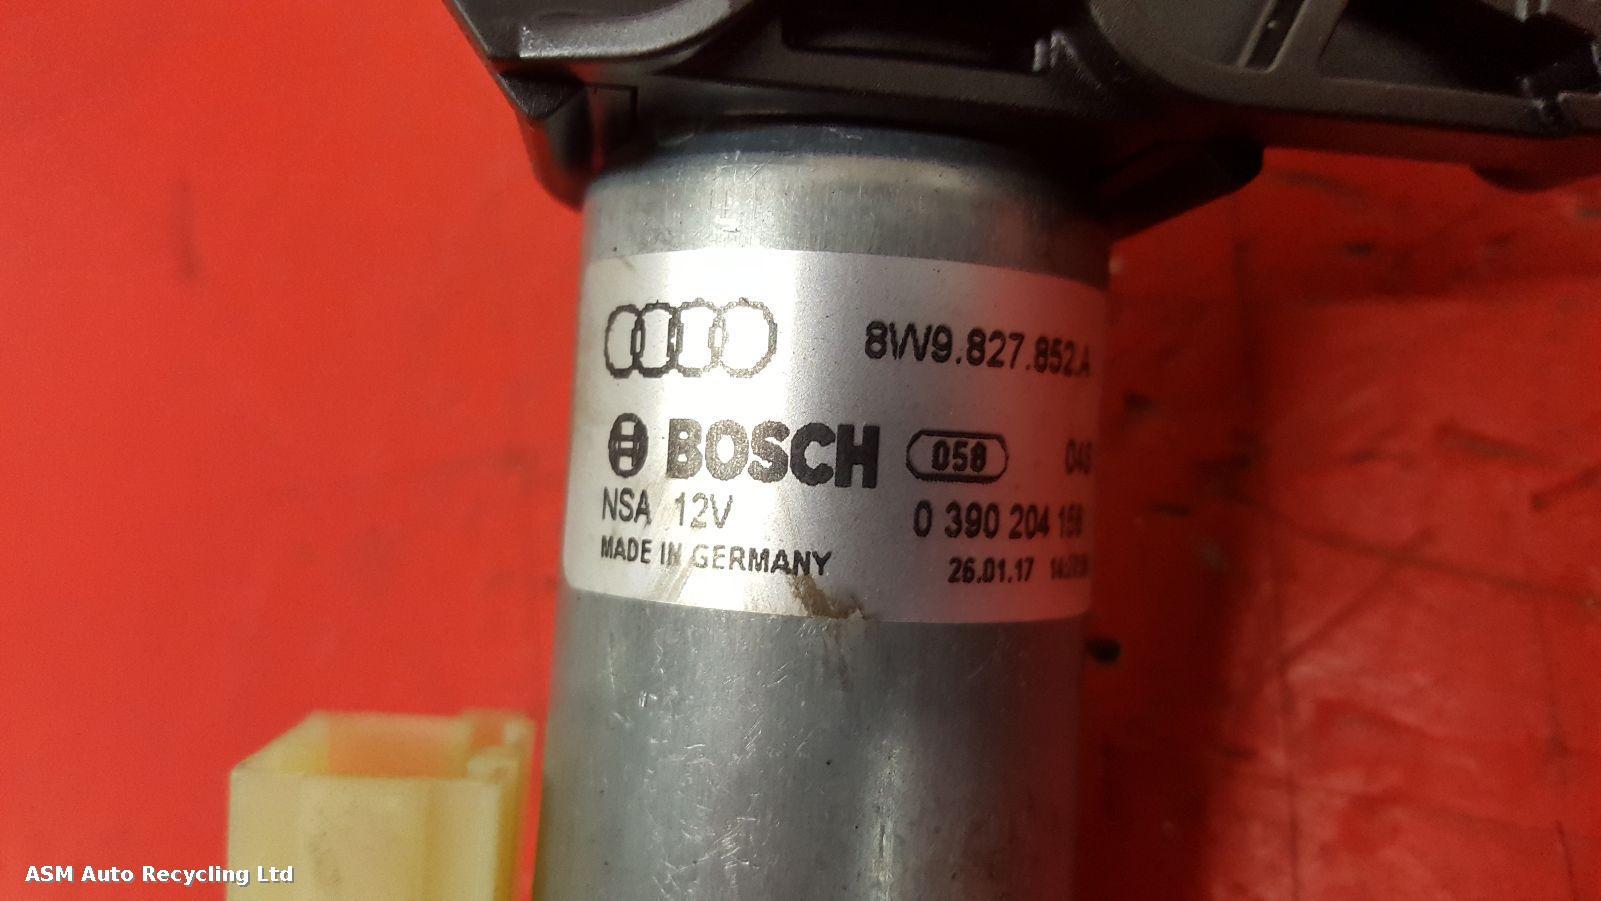 8W9.827.852.A
BOSCH 058
NSA 12V
0 390 204
MADE IN GERMANY
26.01.17
ASM Auto Recycling Ltd